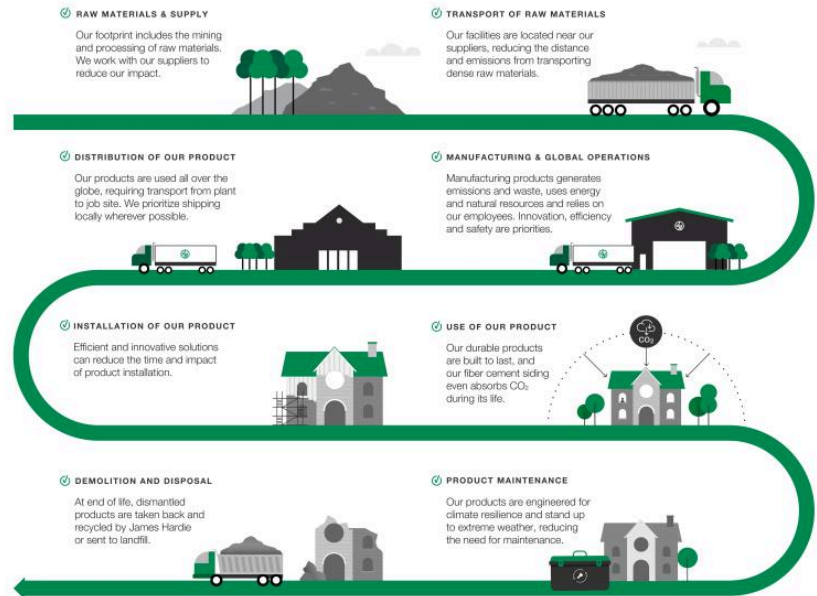 RAW MATERIALS & SUPPLY
Our footprint includes the mining
and processing of raw materials.
We work with our suppliers to
reduce our impact.
TRANSPORT OF RAW MATERIALS
Our facilities are located near our
suppliers, reducing the distance
and emissions from transporting
dense raw materials.
MANUFACTURING & GLOBAL OPERATIONS
Manufacturing products generates
emissions and waste, uses energy
and natural resources and relies on
our employees. Innovation, efficiency
and safety are priorities.
DISTRIBUTION OF OUR PRODUCT
Our products are used all over the
globe, requiring transport from plant
to job site. We prioritize shipping
locally wherever possible.
INSTALLATION OF OUR PRODUCT
Efficient and innovative solutions
can reduce the time and impact
of product installation.
USE OF OUR PRODUCT
Our durable products
are built to last, and
our fiber cement siding
even absorbs CO₂
during its life.
CO₂
PRODUCT MAINTENANCE
Our products are engineered for
climate resilience and stand up
to extreme weather, reducing
the need for maintenance.
DEMOLITION AND DISPOSAL
At end of life, dismantled
products are taken back and
recycled by James Hardie
or sent to landfill.